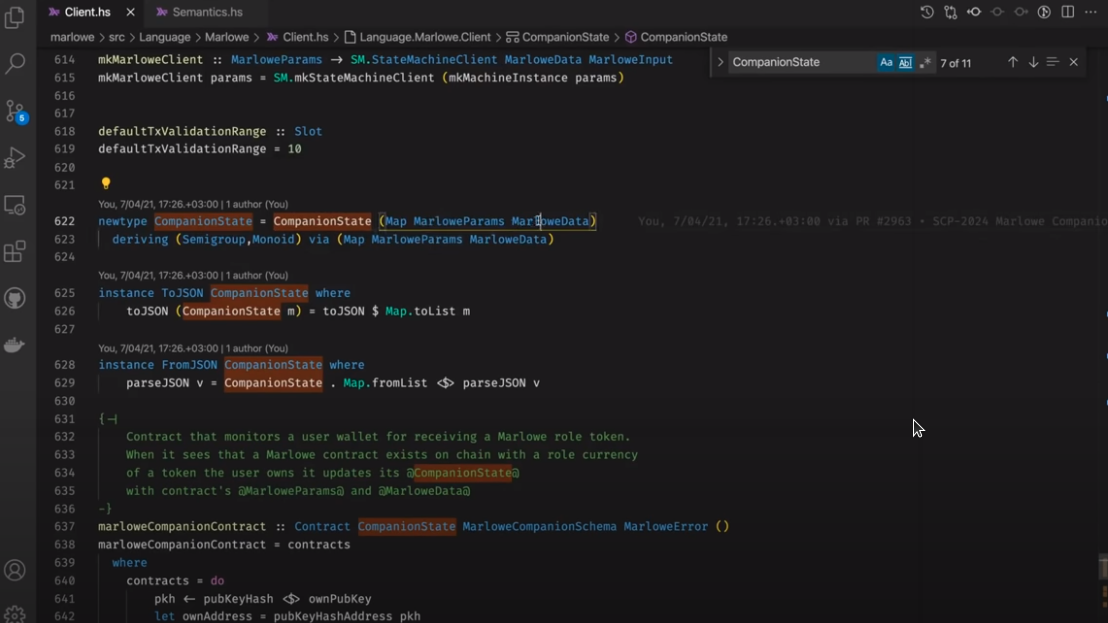 Client.hs
Semantics.hs
marlowe > src > Language > Marlowe > Client.hs > Language.Marlowe.Client > CompanionState > CompanionState
CompanionState Aa Abl .* 7 of 11
614 mkMarloweClient :: MarloweParams → SM.StateMachineClient MarloweData MarloweInput
615 mkMarloweClient params = SM.mkStateMachineClient (mkMachineInstance params)
616
617
618 defaultTxValidationRange :: Slot
619 defaultTxValidationRange = 10
620
621
You, 7/04/21, 17:26.+03:00 | 1 author (You)
622 newtype CompanionState = CompanionState (Map MarloweParams MarloweData) You, 7/04/21, 17:26.+03:00 via PR #2963 • SCP-2024 Marlowe Companio
623 deriving (Semigroup,Monoid) via (Map MarloweParams MarloweData)
624
You, 7/04/21, 17:26.+03:00 | 1 author (You)
625 instance ToJSON CompanionState where
626 toJSON (CompanionState m) = toJSON $ Map.toList m
627
You, 7/04/21, 17:26.+03:00 | 1 author (You)
628 instance FromJSON CompanionState where
629 parseJSON v = CompanionState . Map.fromList <$> parseJSON v
630
631 {-|
632 Contract that monitors a user wallet for receiving a Marlowe role token.
633 When it sees that a Marlowe contract exists on chain with a role currency
634 of a token the user owns it updates its @CompanionState@
635 with contract's @MarloweParams@ and @MarloweData@
636 -}
637 marloweCompanionContract :: Contract CompanionState MarloweCompanionSchema MarloweError ()
638 marloweCompanionContract = contracts
639 where
640 contracts = do
641 pkh ← pubKeyHash <$> ownPubKey
642 let ownAddress = pubKeyHashAddress pkh
5